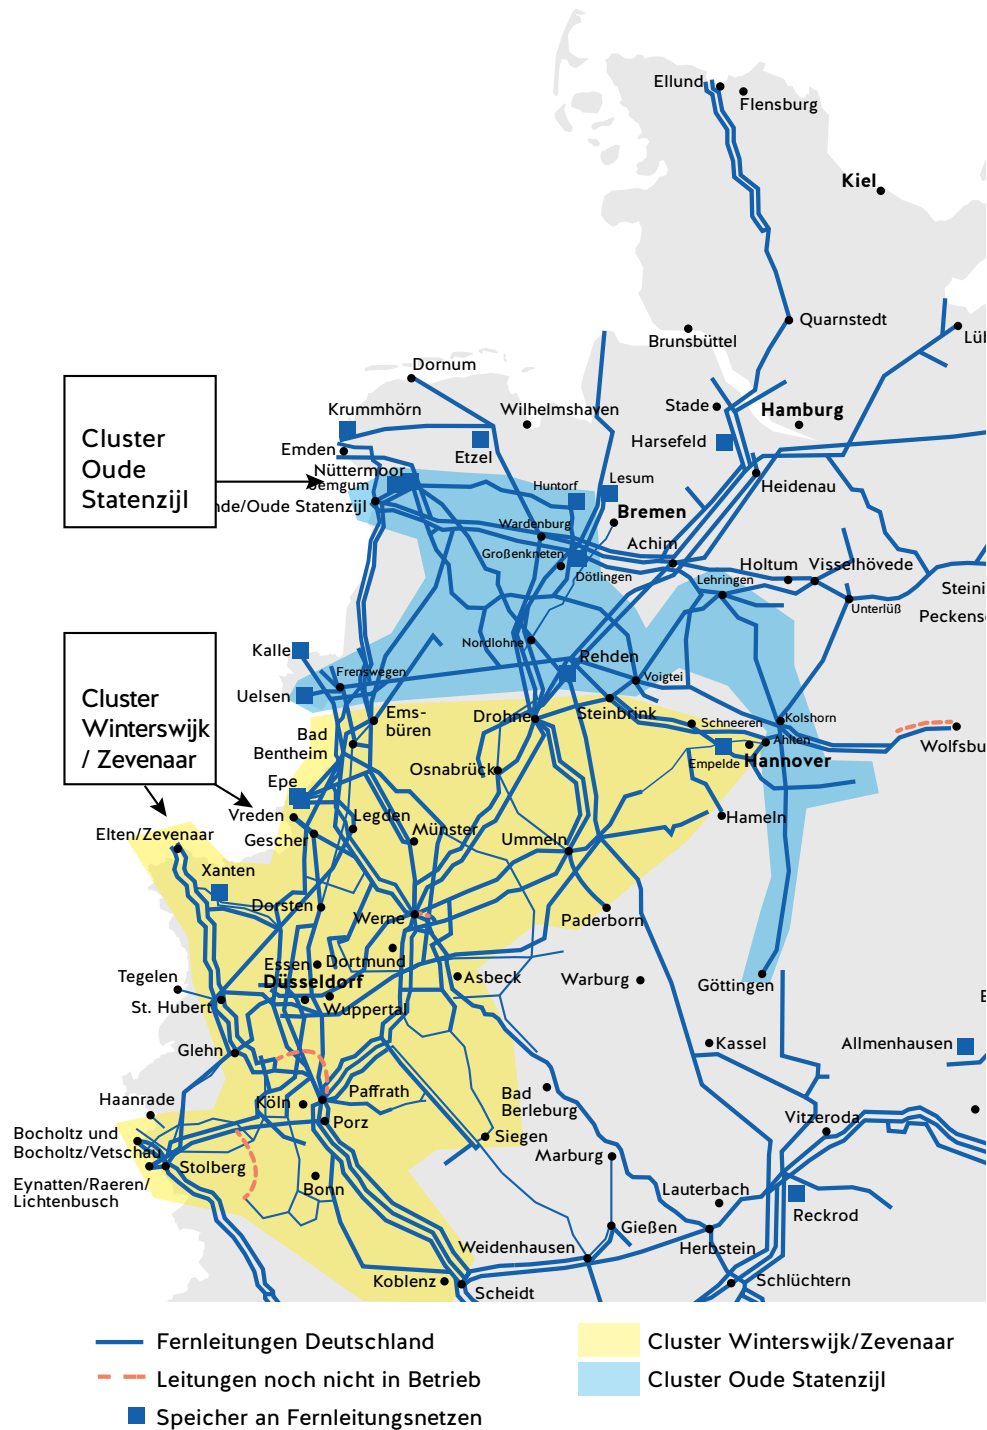 Ellund
Flensburg
Kiel
Quarnstedt
Brunsbüttel
Dornum
Stade
Hamburg
Krummhörn
Wilhelmshaven
Harsefeld
Cluster
Oude
Statenzijl
Emden
Etzel
Nüttermoor
Jemgum
Huntorf
Lesum
Heidenau
nde/Oude Statenzijl
Bremen
Wardenburg
Achim
Großenkneten
Dötlingen
Holtum
Visselhövede
Lehringen
Steini
Unterlüß
Peckens
Kalle
Nordlohne
Rehden
Frenswegen
Voigtei
Uelsen
Cluster
Winterswijk
/ Zevenaar
Ems-
büren
Drohne
Steinbrink
Schneeren
Kolshorn
Bad
Bentheim
Ahlten
Wolfsbu
Empelde
Hannover
Osnabrück
Epe
Vreden
Legden
Hameln
Elten/Zevenaar
Gescher
Münster
Ummeln
Xanten
Dorsten
Werne
Paderborn
Essen
Dortmund
Tegelen
Düsseldorf
Asbeck
Warburg
Göttingen
St. Hubert
Wuppertal
Glehn
Kassel
Allmenhausen
Haanrade
Köln
Paffrath
Bad
Berleburg
Porz
Vitzeroda
Bocholtz und
Bocholtz/Vetschau
Siegen
Stolberg
Marburg
Eynatten/Raeren/
Lichtenbusch
Bonn
Lauterbach
Reckrod
Gießen
Weidenhausen
Herbstein
Koblenz
Scheidt
Schlüchtern
Fernleitungen Deutschland
Cluster Winterswijk/Zevenaar
Leitungen noch nicht in Betrieb
Cluster Oude Statenzijl
Speicher an Fernleitungsnetzen